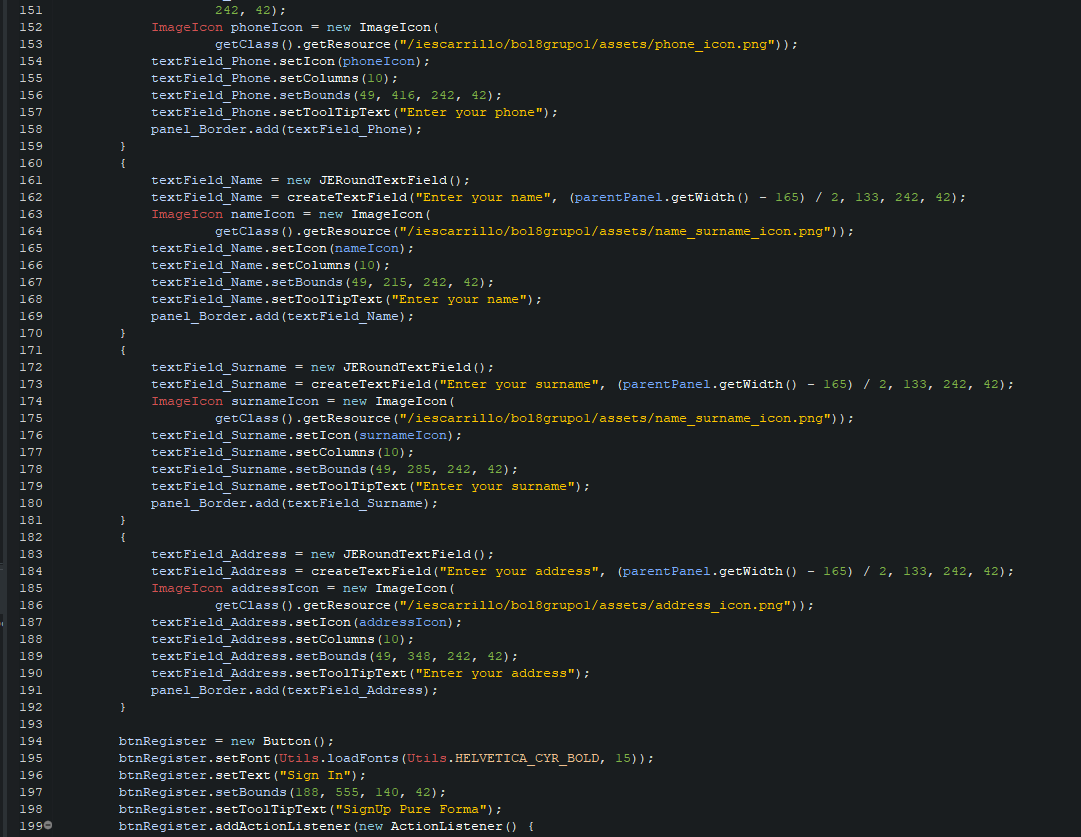 151 242, 42);
152 ImageIcon phoneIcon = new ImageIcon(
153 getClass().getResource("/iescarrillo/bol8grupo1/assets/phone_icon.png"));
154 textField_Phone.setIcon(phoneIcon);
155 textField_Phone.setColumns(10);
156 textField_Phone.setBounds(49, 416, 242, 42);
157 textField_Phone.setToolTipText("Enter your phone");
158 panel_Border.add(textField_Phone);
159 }
160 {
161 textField_Name = new JERoundTextField();
162 textField_Name = createTextField("Enter your name", (parentPanel.getWidth() - 165) / 2, 133, 242, 42);
163 ImageIcon nameIcon = new ImageIcon(
164 getClass().getResource("/iescarrillo/bol8grupo1/assets/name_surname_icon.png"));
165 textField_Name.setIcon(nameIcon);
166 textField_Name.setColumns(10);
167 textField_Name.setBounds(49, 215, 242, 42);
168 textField_Name.setToolTipText("Enter your name");
169 panel_Border.add(textField_Name);
170 }
171 {
172 textField_Surname = new JERoundTextField();
173 textField_Surname = createTextField("Enter your surname", (parentPanel.getWidth() - 165) / 2, 133, 242, 42);
174 ImageIcon surnameIcon = new ImageIcon(
175 getClass().getResource("/iescarrillo/bol8grupo1/assets/name_surname_icon.png"));
176 textField_Surname.setIcon(surnameIcon);
177 textField_Surname.setColumns(10);
178 textField_Surname.setBounds(49, 285, 242, 42);
179 textField_Surname.setToolTipText("Enter your surname");
180 panel_Border.add(textField_Surname);
181 }
182 {
183 textField_Address = new JERoundTextField();
184 textField_Address = createTextField("Enter your address", (parentPanel.getWidth() - 165) / 2, 133, 242, 42);
185 ImageIcon addressIcon = new ImageIcon(
186 getClass().getResource("/iescarrillo/bol8grupo1/assets/address_icon.png"));
187 textField_Address.setIcon(addressIcon);
188 textField_Address.setColumns(10);
189 textField_Address.setBounds(49, 348, 242, 42);
190 textField_Address.setToolTipText("Enter your address");
191 panel_Border.add(textField_Address);
192 }
193
194 btnRegister = new Button();
195 btnRegister.setFont(Utils.loadFonts(Utils.HELVETICA_CYR_BOLD, 15));
196 btnRegister.setText("Sign In");
197 btnRegister.setBounds(188, 555, 140, 42);
198 btnRegister.setToolTipText("SignUp Pure Forma");
199 btnRegister.addActionListener(new ActionListener() {